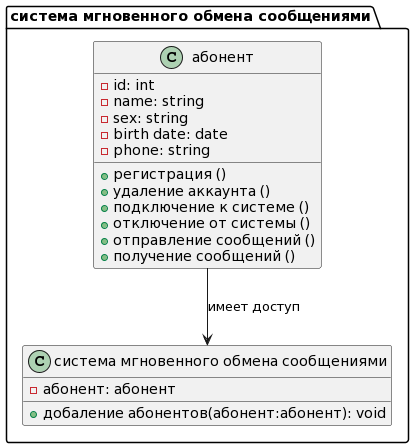 система мгновенного обмена сообщениями
C абонент
id: int
name: string
sex: string
birth date: date
phone: string
регистрация ()
удаление аккаунта ()
подключение к системе ()
отключение от системы ()
отправление сообщений ()
получение сообщений ()
имеет доступ
C система мгновенного обмена сообщениями
абонент: абонент
добаление абонентов(абонент:абонент): void